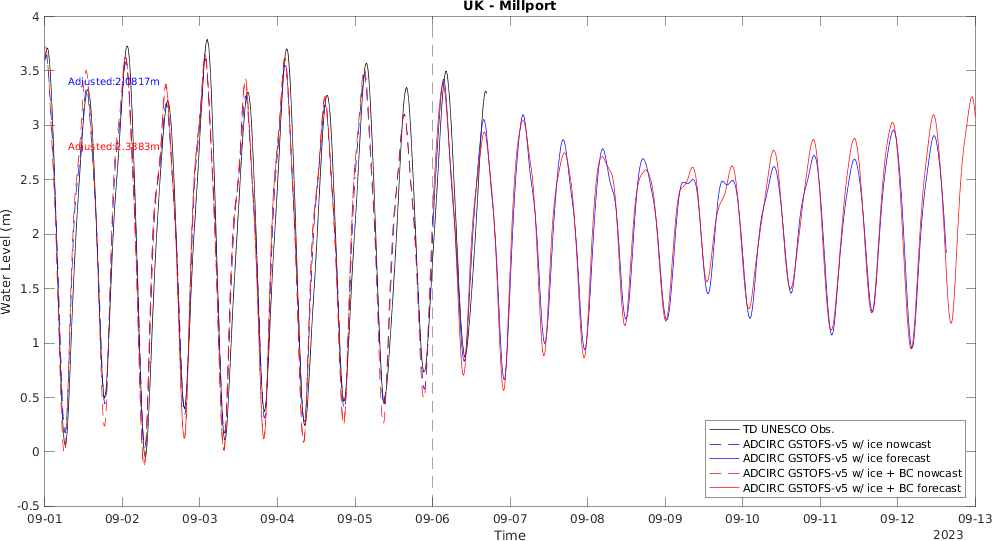 UK - Millport
4
3.5
3
2.5
2
1.5
1
0.5
0
-0.5
Water Level (m)
Adjusted:2.0817m
Adjusted:2.3383m
TD UNESCO Obs.
ADCIRC GSTOFS-v5 w/ ice nowcast
ADCIRC GSTOFS-v5 w/ ice forecast
ADCIRC GSTOFS-v5 w/ ice + BC nowcast
ADCIRC GSTOFS-v5 w/ ice + BC forecast
09-01 09-02 09-03 09-04 09-05 09-06 09-07 09-08 09-09 09-10 09-11 09-12 09-13
Time
2023